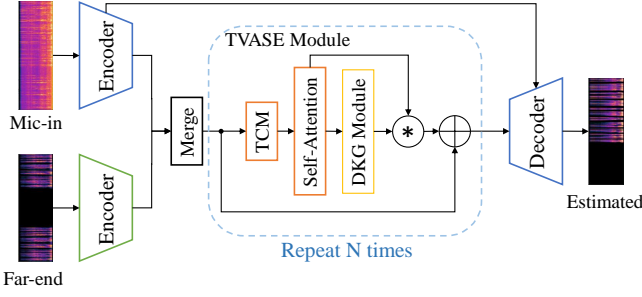 TVASE Module
Encoder
Mic-in
Merge
TCM
Self-Attention
DKG Module
*
Decoder
Estimated
Encoder
Far-end
Repeat N times